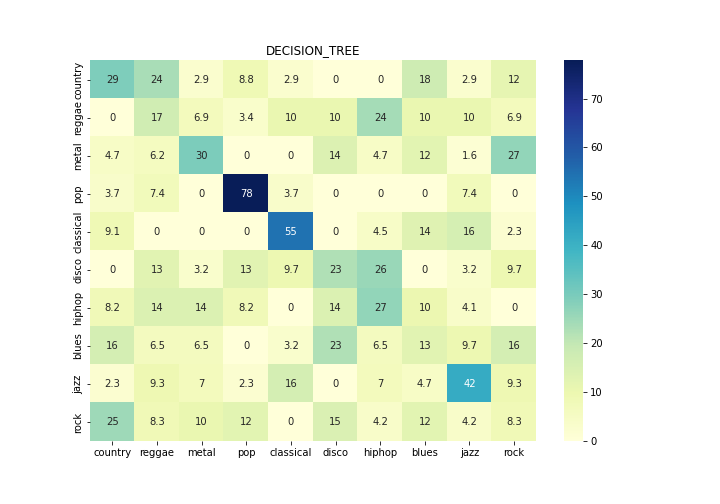 DECISION_TREE
country 29 24 2.9 8.8 2.9 0 0 18 2.9 12
reggae 0 17 6.9 3.4 10 10 24 10 10 6.9
metal 4.7 6.2 30 0 0 14 4.7 12 1.6 27
pop 3.7 7.4 0 78 3.7 0 0 0 7.4 0
classical 9.1 0 0 0 55 0 4.5 14 16 2.3
disco 0 13 3.2 13 9.7 23 26 0 3.2 9.7
hiphop 8.2 14 14 8.2 0 14 27 10 4.1 0
blues 16 6.5 6.5 0 3.2 23 6.5 13 9.7 16
jazz 2.3 9.3 7 2.3 16 0 7 4.7 42 9.3
rock 25 8.3 10 12 0 15 4.2 12 4.2 8.3
country reggae metal pop classical disco hiphop blues jazz rock
70
60
50
40
30
20
10
0